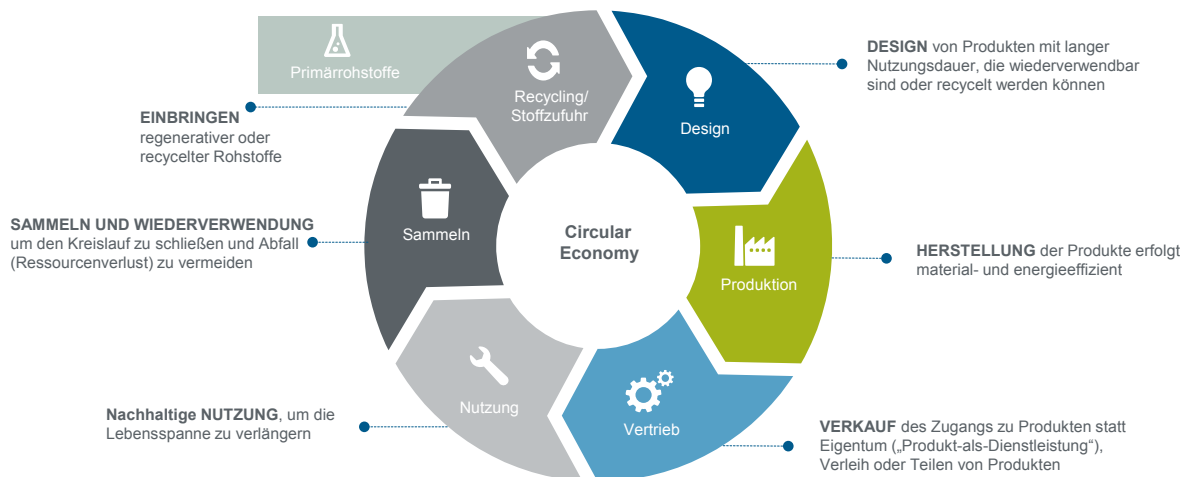 Primärrohstoffe
Recycling/
Stoffzufuhr
Design
DESIGN von Produkten mit langer
Nutzungsdauer, die wiederverwendbar
sind oder recycelt werden können
EINBRINGEN
regenerativer oder
recycelter Rohstoffe
SAMMELN UND WIEDERVERWENDUNG
um den Kreislauf zu schließen und Abfall
(Ressourcenverlust) zu vermeiden
Sammeln
Circular
Economy
Produktion
HERSTELLUNG der Produkte erfolgt
material- und energieeffizient
Nachhaltige NUTZUNG, um die
Lebensspanne zu verlängern
Nutzung
Vertrieb
VERKAUF des Zugangs zu Produkten statt
Eigentum („Produkt-als-Dienstleistung“),
Verleih oder Teilen von Produkten